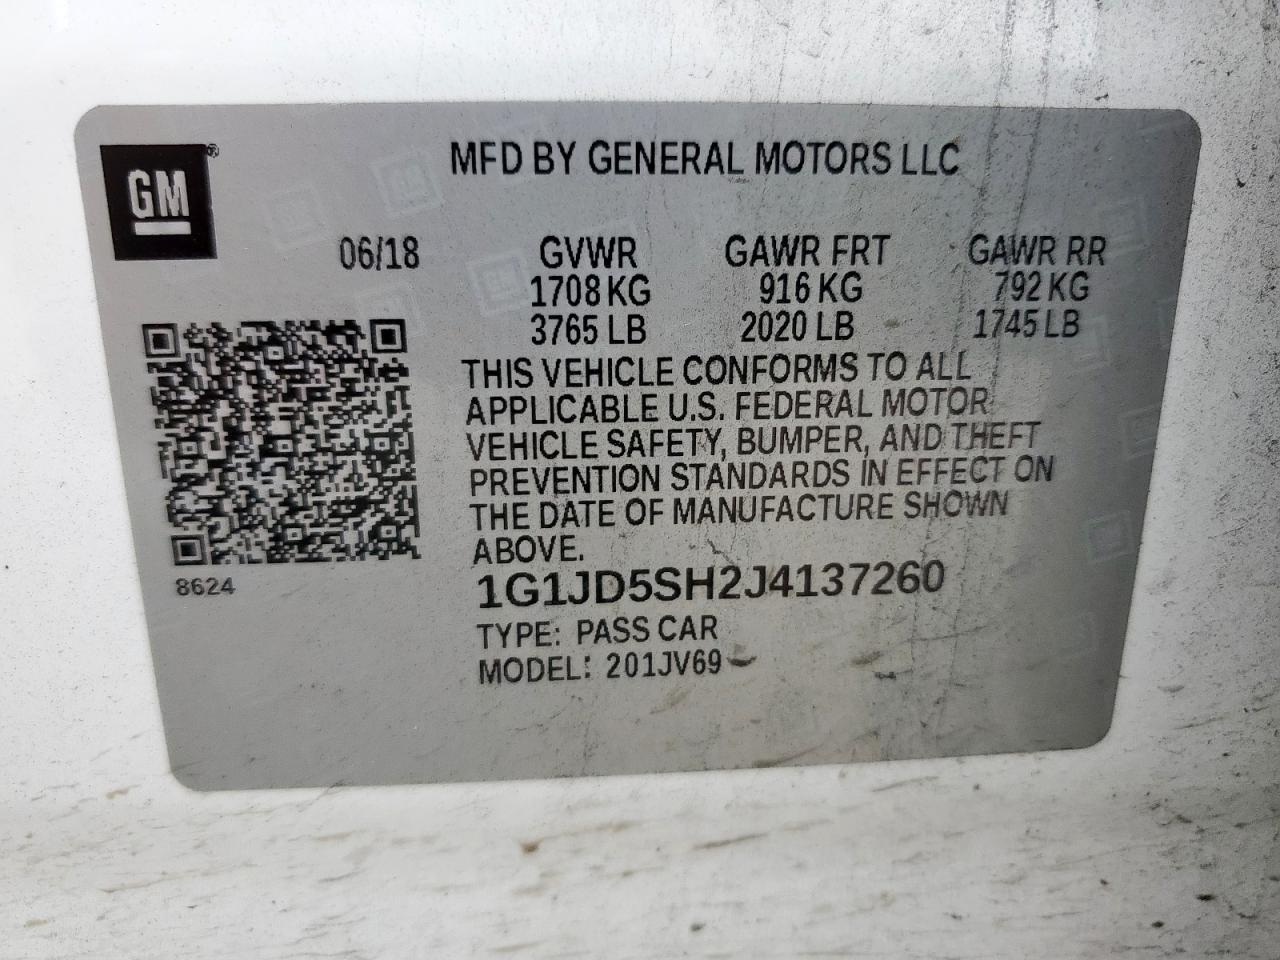 GM®
MFD BY GENERAL MOTORS LLC
06/18
GVWR GAWR FRT GAWR RR
1708 KG 916 KG 792 KG
3765 LB 2020 LB 1745 LB
THIS VEHICLE CONFORMS TO ALL
APPLICABLE U.S. FEDERAL MOTOR
VEHICLE SAFETY, BUMPER, AND THEFT
PREVENTION STANDARDS IN EFFECT ON
THE DATE OF MANUFACTURE SHOWN
ABOVE.
8624
1G1JD5SH2J4137260
TYPE: PASS CAR
MODEL: 201JV69